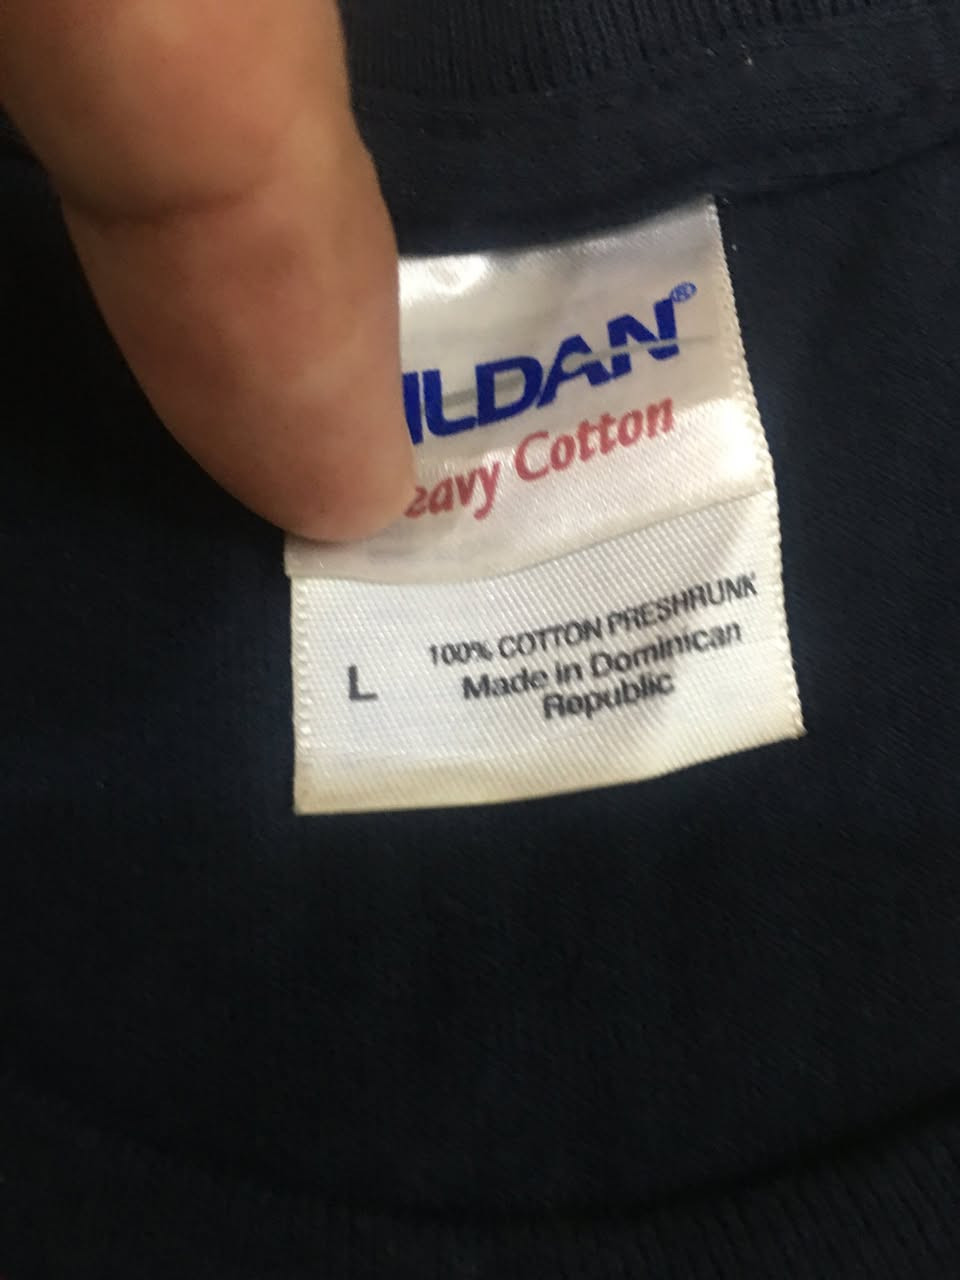 ILDAN®
eavy Cotton
100% COTTON PRESHRUNK
L Made in Dominican
Republic